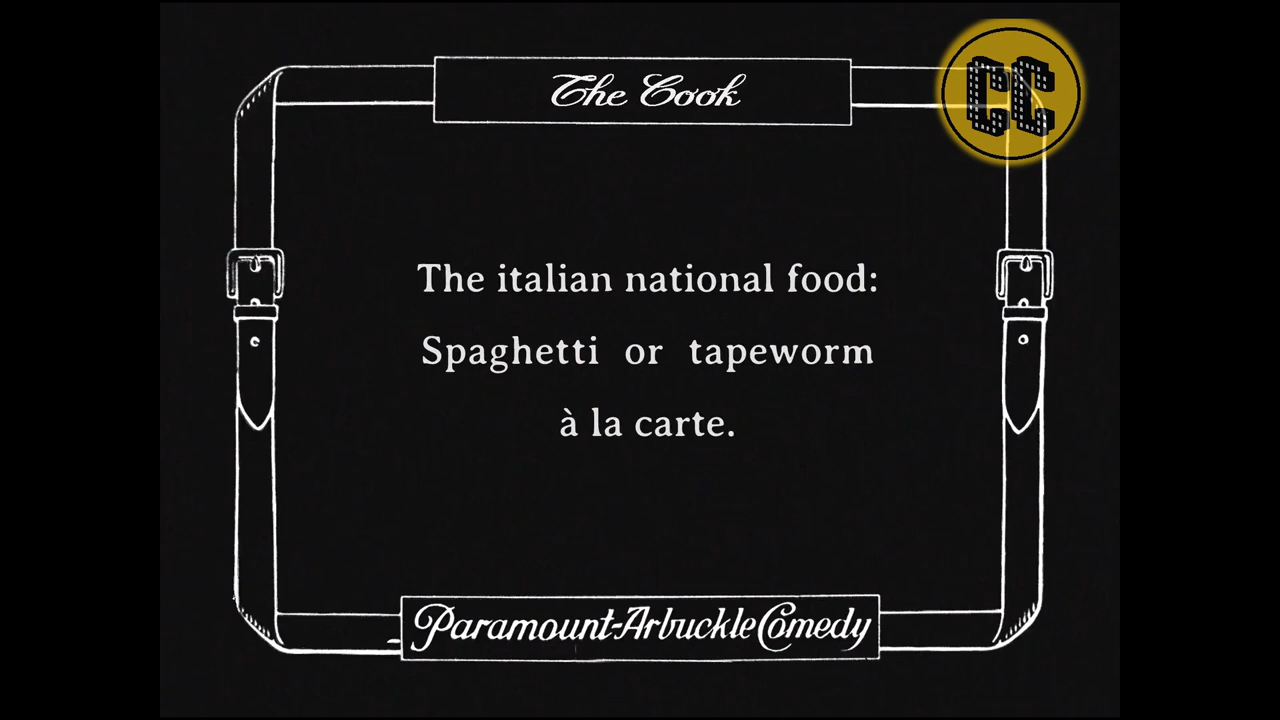 The Cook
CC
The italian national food:
Spaghetti or tapeworm
à la carte.
Paramount-Arbuckle Comedy